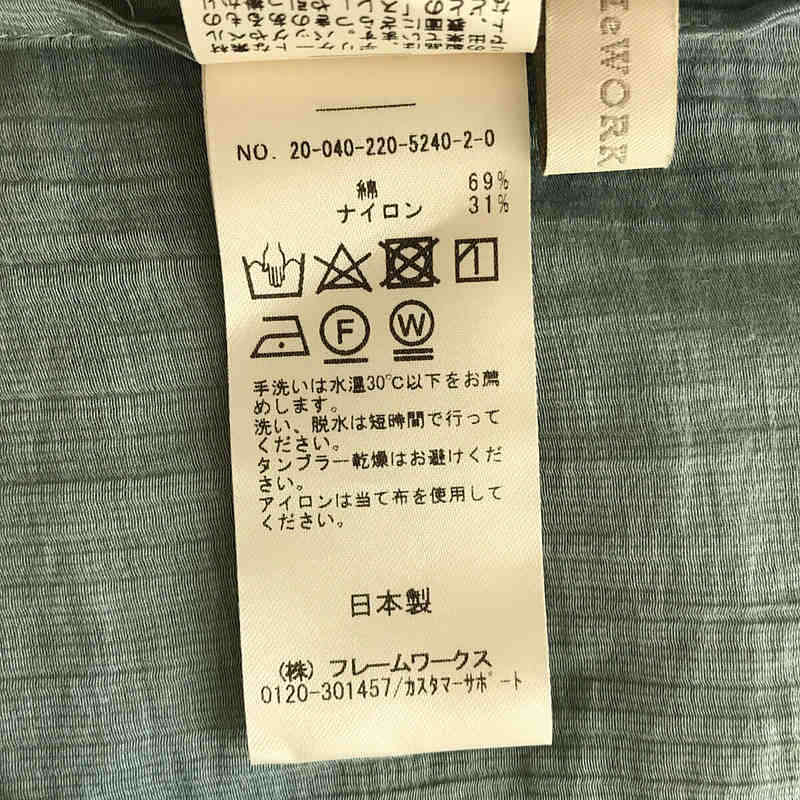 NO. 20-040-220-5240-2-0
綿 69%
ナイロン 31%
F
W
手洗いは水温30℃以下をお薦
めします。
洗い、脱水は短時間で行って
ください。
タンブラー乾燥はお避けくだ
さい。
アイロンは当て布を使用して
ください。
日本製
(株) フレームワークス
0120-301457/カスタマーサポート
WORK